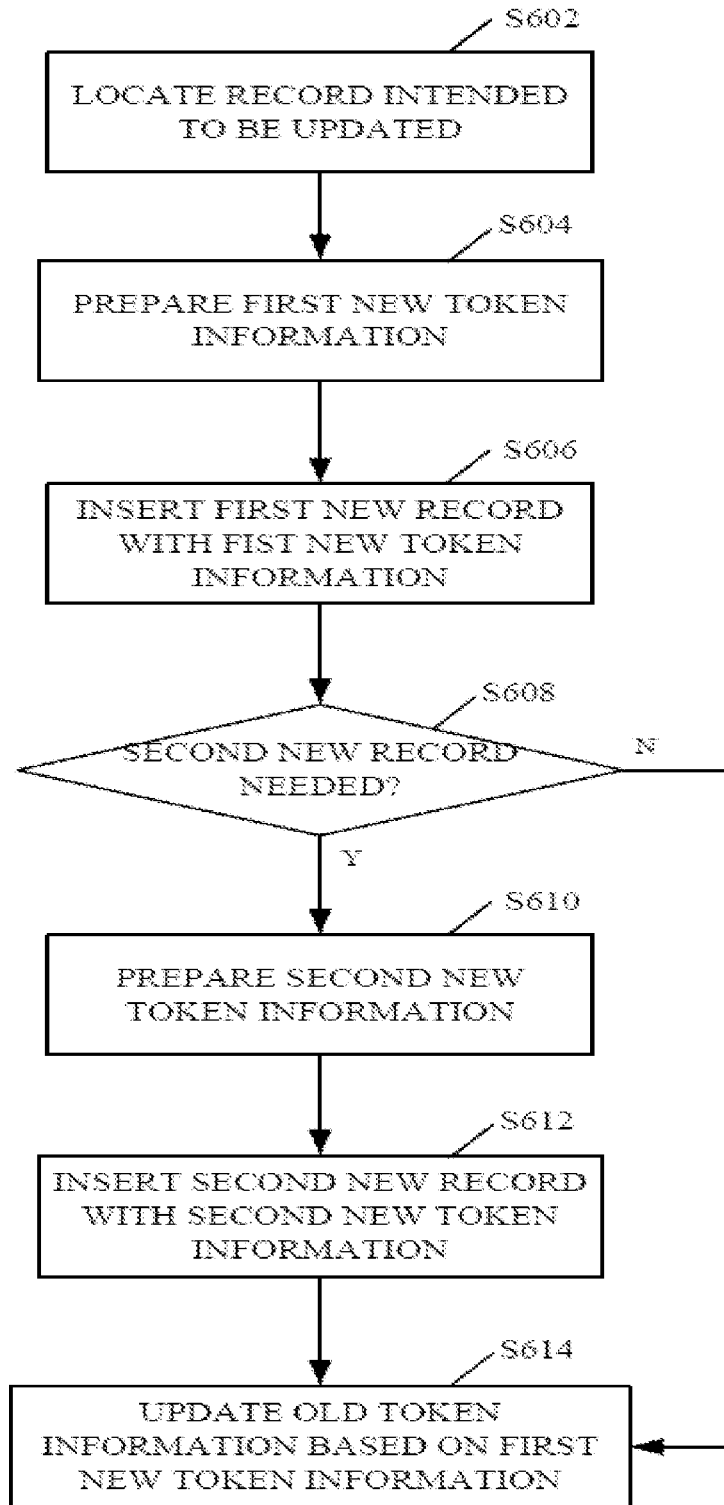 S602
LOCATE RECORD INTENDED
TO BE UPDATED
S604
PREPARE FIRST NEW TOKEN
INFORMATION
S606
INSERT FIRST NEW RECORD
WITH FIST NEW TOKEN
INFORMATION
S608
SECOND NEW RECORD
NEEDED?
N
Y
S610
PREPARE SECOND NEW
TOKEN INFORMATION
S612
INSERT SECOND NEW RECORD
WITH SECOND NEW TOKEN
INFORMATION
S614
UPDATE OLD TOKEN
INFORMATION BASED ON FIRST
NEW TOKEN INFORMATION